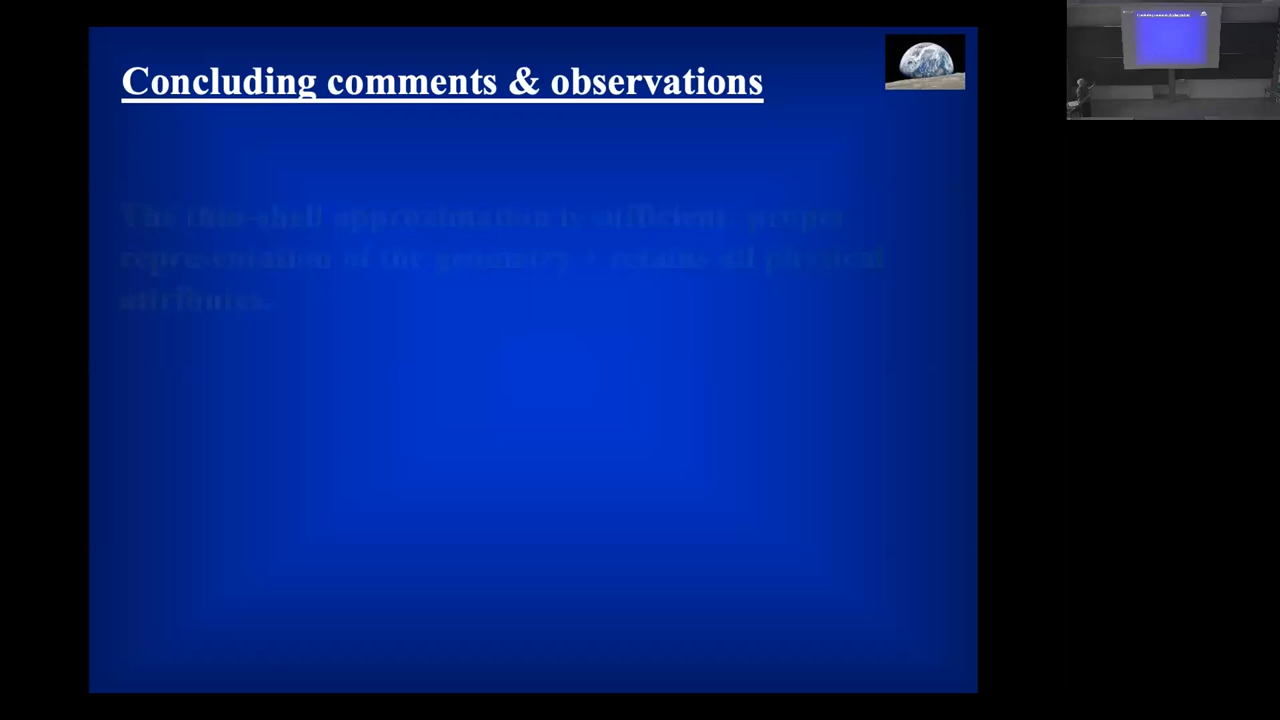 Concluding comments & observations
The thin-shell approximation is sufficient: proper
representation of the geometry + retains all physical
attributes.